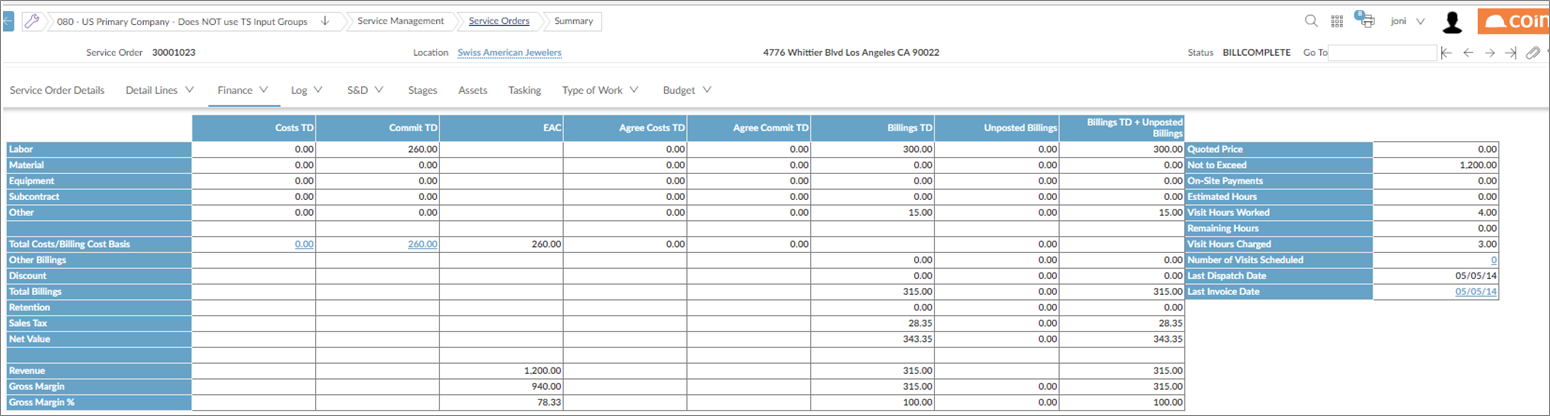 080 - US Primary Company - Does NOT use TS Input Groups Service Management Service Orders Summary 8 joni coin
Service Order 30001023 Location Swiss American Jewelers 4776 Whittier Blvd Los Angeles CA 90022 Status BILLCOMPLETE Go To
Service Order Details Detail Lines Finance Log S&D Stages Assets Tasking Type of Work Budget
Costs TD Commit TD EAC Agree Costs TD Agree Commit TD Billings TD Unposted Billings Billings TD + Unposted
Billings
Labor 0.00 260.00 0.00 0.00 300.00 0.00 300.00 Quoted Price 0.00
Material 0.00 0.00 0.00 0.00 0.00 0.00 0.00 Not to Exceed 1,200.00
Equipment 0.00 0.00 0.00 0.00 0.00 0.00 0.00 On-Site Payments 0.00
Subcontract 0.00 0.00 0.00 0.00 0.00 0.00 0.00 Estimated Hours 0.00
Other 0.00 0.00 0.00 0.00 15.00 0.00 15.00 Visit Hours Worked 4.00
Remaining Hours 0.00
Total Costs/Billing Cost Basis 0.00 260.00 260.00 0.00 0.00 0.00 Visit Hours Charged 3.00
Other Billings 0.00 0.00 0.00 Number of Visits Scheduled 0
Discount 0.00 0.00 0.00 Last Dispatch Date 05/05/14
Total Billings 315.00 0.00 315.00 Last Invoice Date 05/05/14
Retention 0.00 0.00 0.00
Sales Tax 28.35 0.00 28.35
Net Value 343.35 0.00 343.35
Revenue 1,200.00 315.00 315.00
Gross Margin 940.00 315.00 0.00 315.00
Gross Margin % 78.33 100.00 0.00 100.00